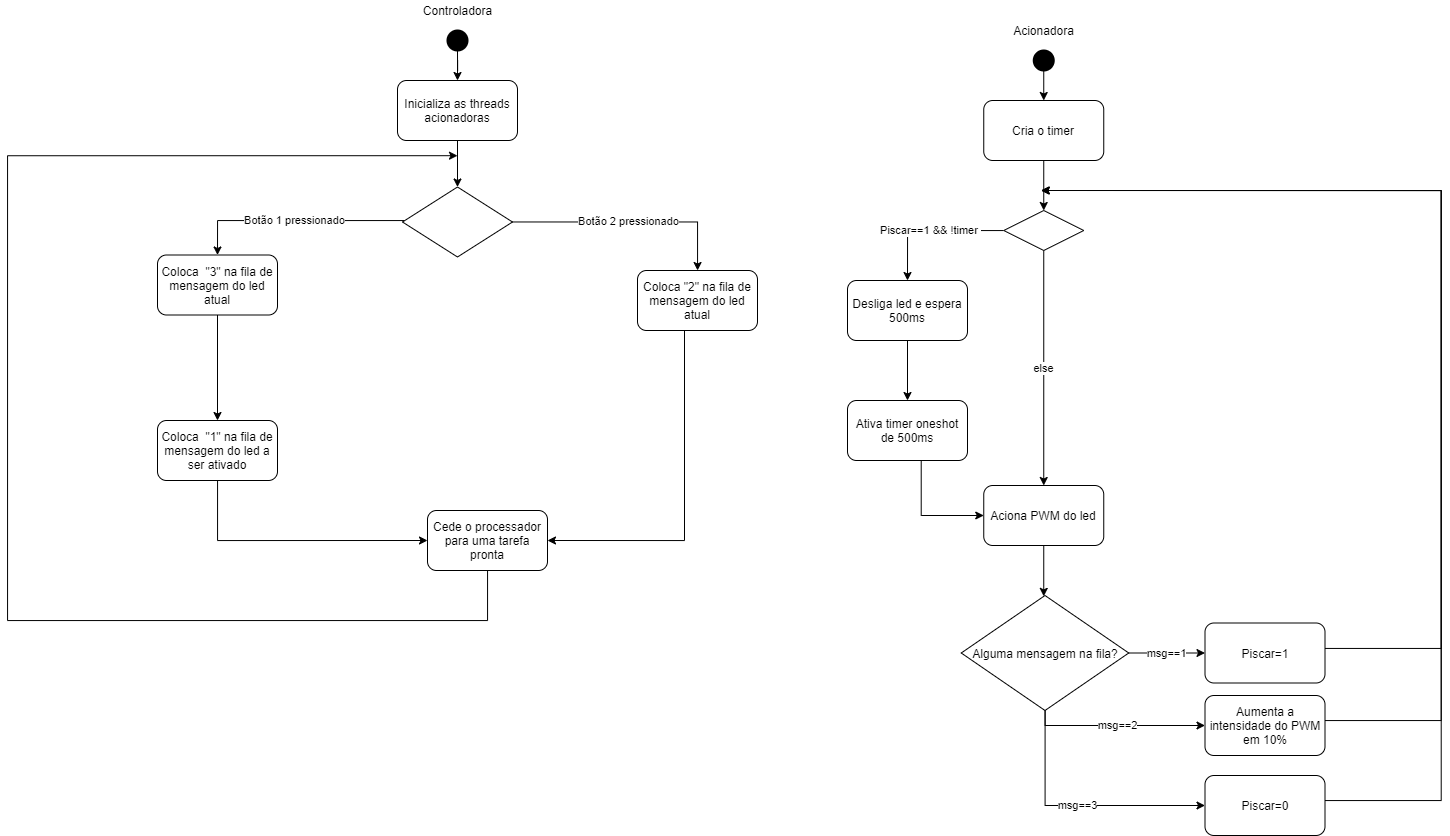 Controladora
Inicializa as threads
acionadoras
Botão 1 pressionado
Botão 2 pressionado
Coloca "3" na fila de
mensagem do led
atual
Coloca "2" na fila de
mensagem do led
atual
Coloca "1" na fila de
mensagem do led a
ser ativado
Cede o processador
para uma tarefa
pronta
Acionadora
Cria o timer
Piscar==1 && !timer
Desliga led e espera
500ms
else
Ativa timer oneshot
de 500ms
Aciona PWM do led
Alguma mensagem na fila?
msg==1
Piscar=1
msg==2
Aumenta a
intensidade do PWM
em 10%
msg==3
Piscar=0